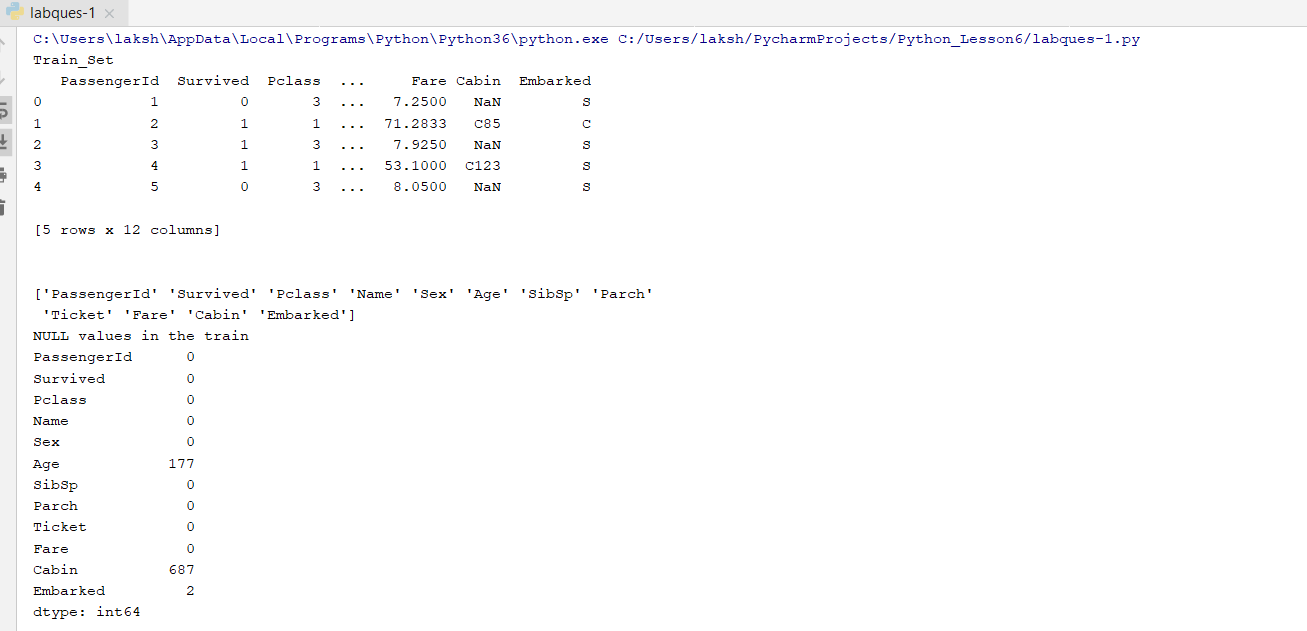 labques-1
C:\Users\laksh\AppData\Local\Programs\Python\Python36\python.exe C:/Users/laksh/PycharmProjects/Python_Lesson6/labques-1.py
Train_Set
   PassengerId  Survived  Pclass  ...     Fare Cabin  Embarked
0            1         0       3  ...   7.2500   NaN         S
1            2         1       1  ...  71.2833   C85         C
2            3         1       3  ...   7.9250   NaN         S
3            4         1       1  ...  53.1000  C123         S
4            5         0       3  ...   8.0500   NaN         S
[5 rows x 12 columns]
['PassengerId' 'Survived' 'Pclass' 'Name' 'Sex' 'Age' 'SibSp' 'Parch'
 'Ticket' 'Fare' 'Cabin' 'Embarked']
NULL values in the train
PassengerId      0
Survived         0
Pclass           0
Name             0
Sex              0
Age            177
SibSp            0
Parch            0
Ticket           0
Fare             0
Cabin          687
Embarked         2
dtype: int64